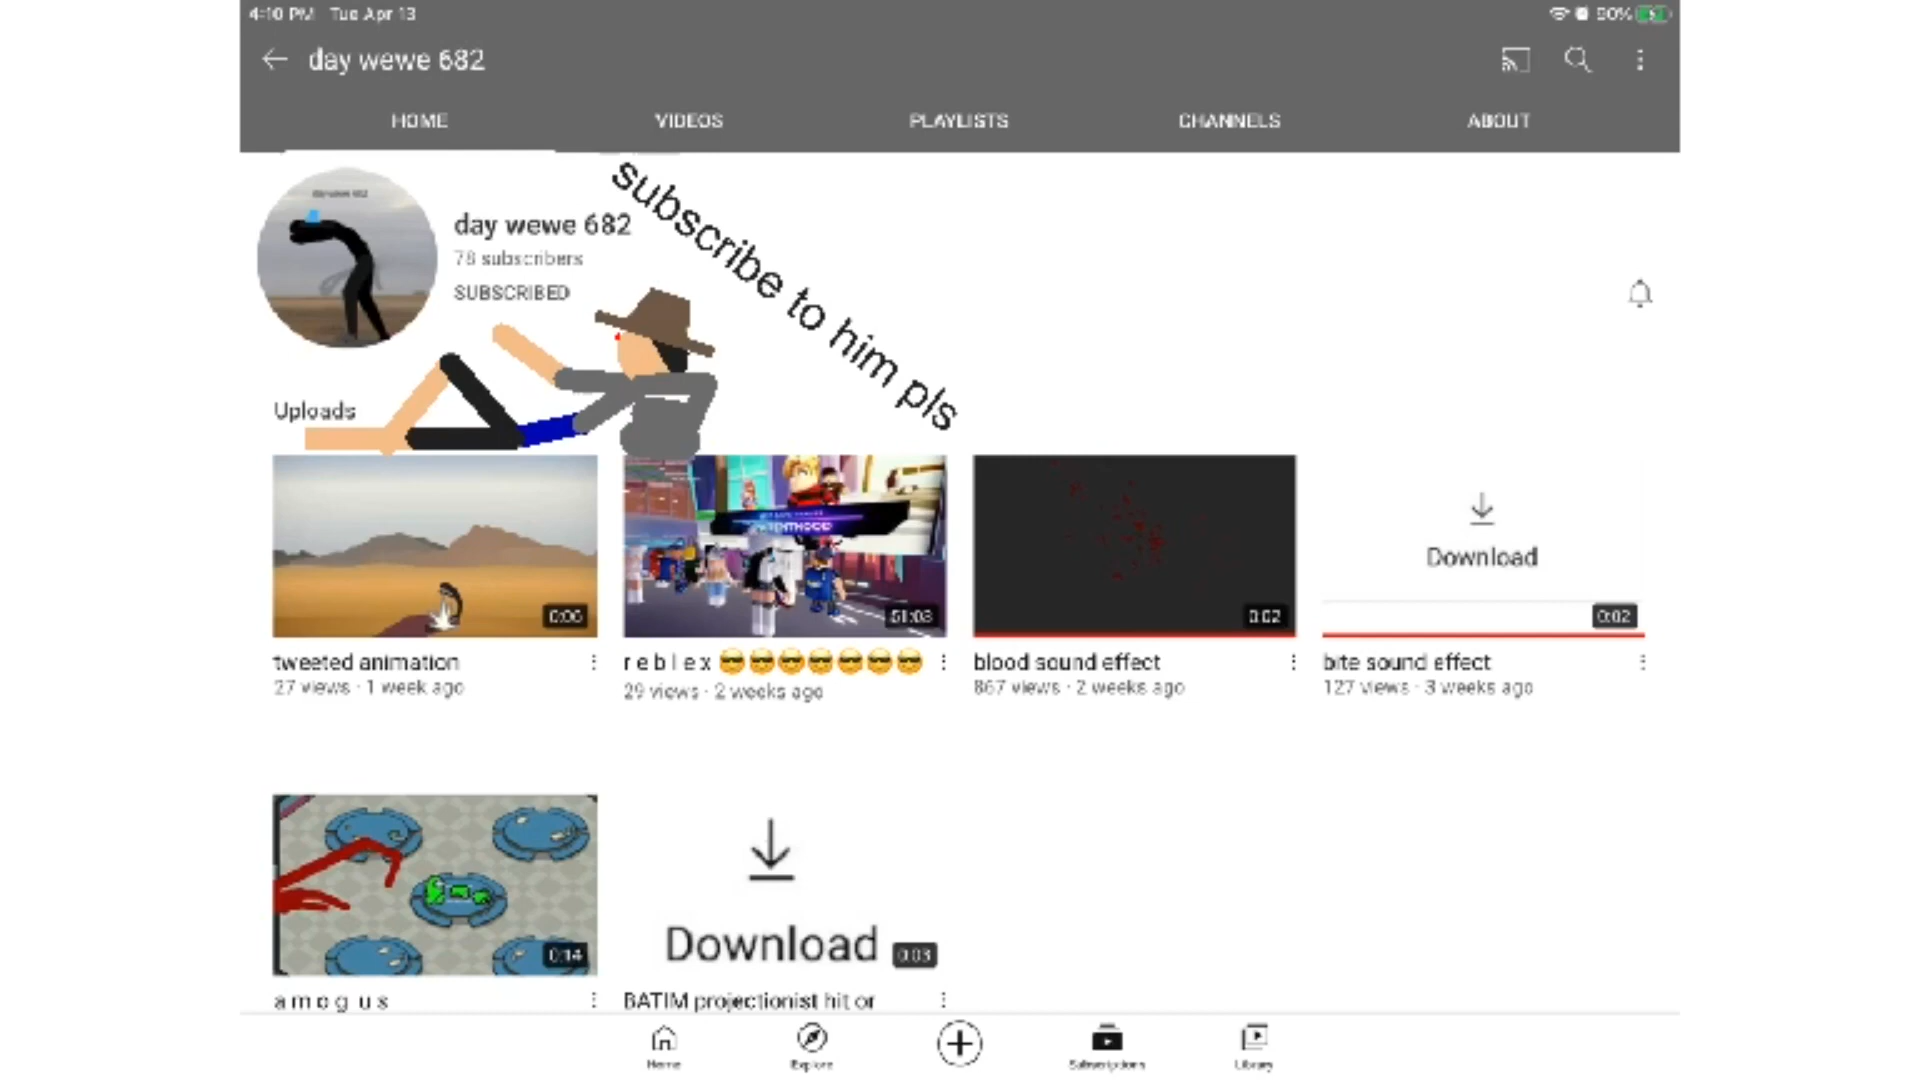 4:10 PM Tue Apr 13
90%
day wewe 682
HOME VIDEOS PLAYLISTS CHANNELS ABOUT
subscribe to him pls
day wewe 682
78 subscribers
SUBSCRIBED
Uploads
Download
0:06 51:03 0:02 0:02
tweeted animation
27 views · 1 week ago
r e b l e x 😎😎😎😎😎😎😎
29 views · 2 weeks ago
blood sound effect
867 views · 2 weeks ago
bite sound effect
127 views · 3 weeks ago
0:14
Download 0:03
a m o g u s
BATIM projectionist hit or
Home Explore Subscriptions Library